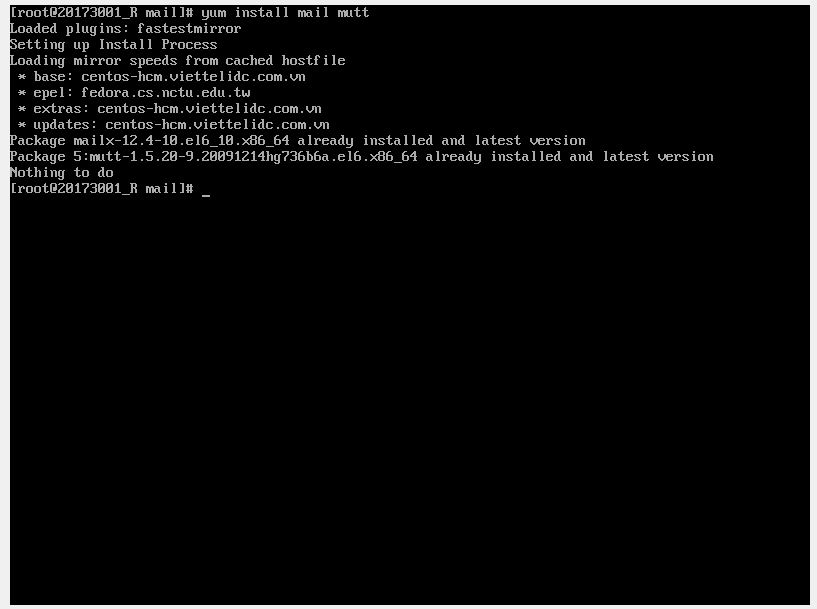 [root@20173001_R mail]# yum install mail mutt
Loaded plugins: fastestmirror
Setting up Install Process
Loading mirror speeds from cached hostfile
 * base: centos-hcm.viettelidc.com.vn
 * epel: fedora.cs.nctu.edu.tw
 * extras: centos-hcm.viettelidc.com.vn
 * updates: centos-hcm.viettelidc.com.vn
Package mailx-12.4-10.el6_10.x86_64 already installed and latest version
Package 5:mutt-1.5.20-9.20091214hg736b6a.el6.x86_64 already installed and latest version
Nothing to do
[root@20173001_R mail]# _